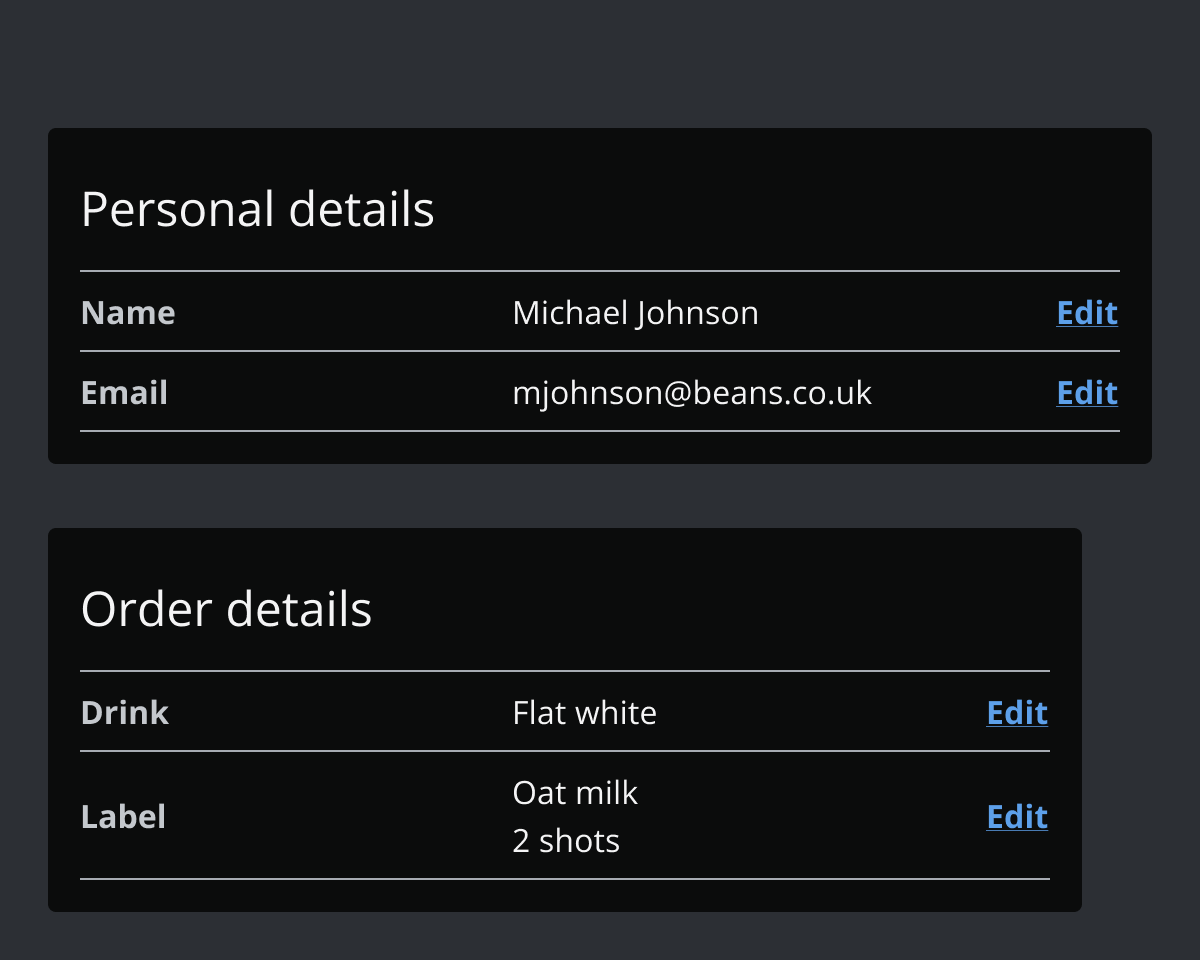 Personal details
Name Michael Johnson Edit
Email mjohnson@beans.co.uk Edit
Order details
Drink Flat white Edit
Label Oat milk
2 shots Edit